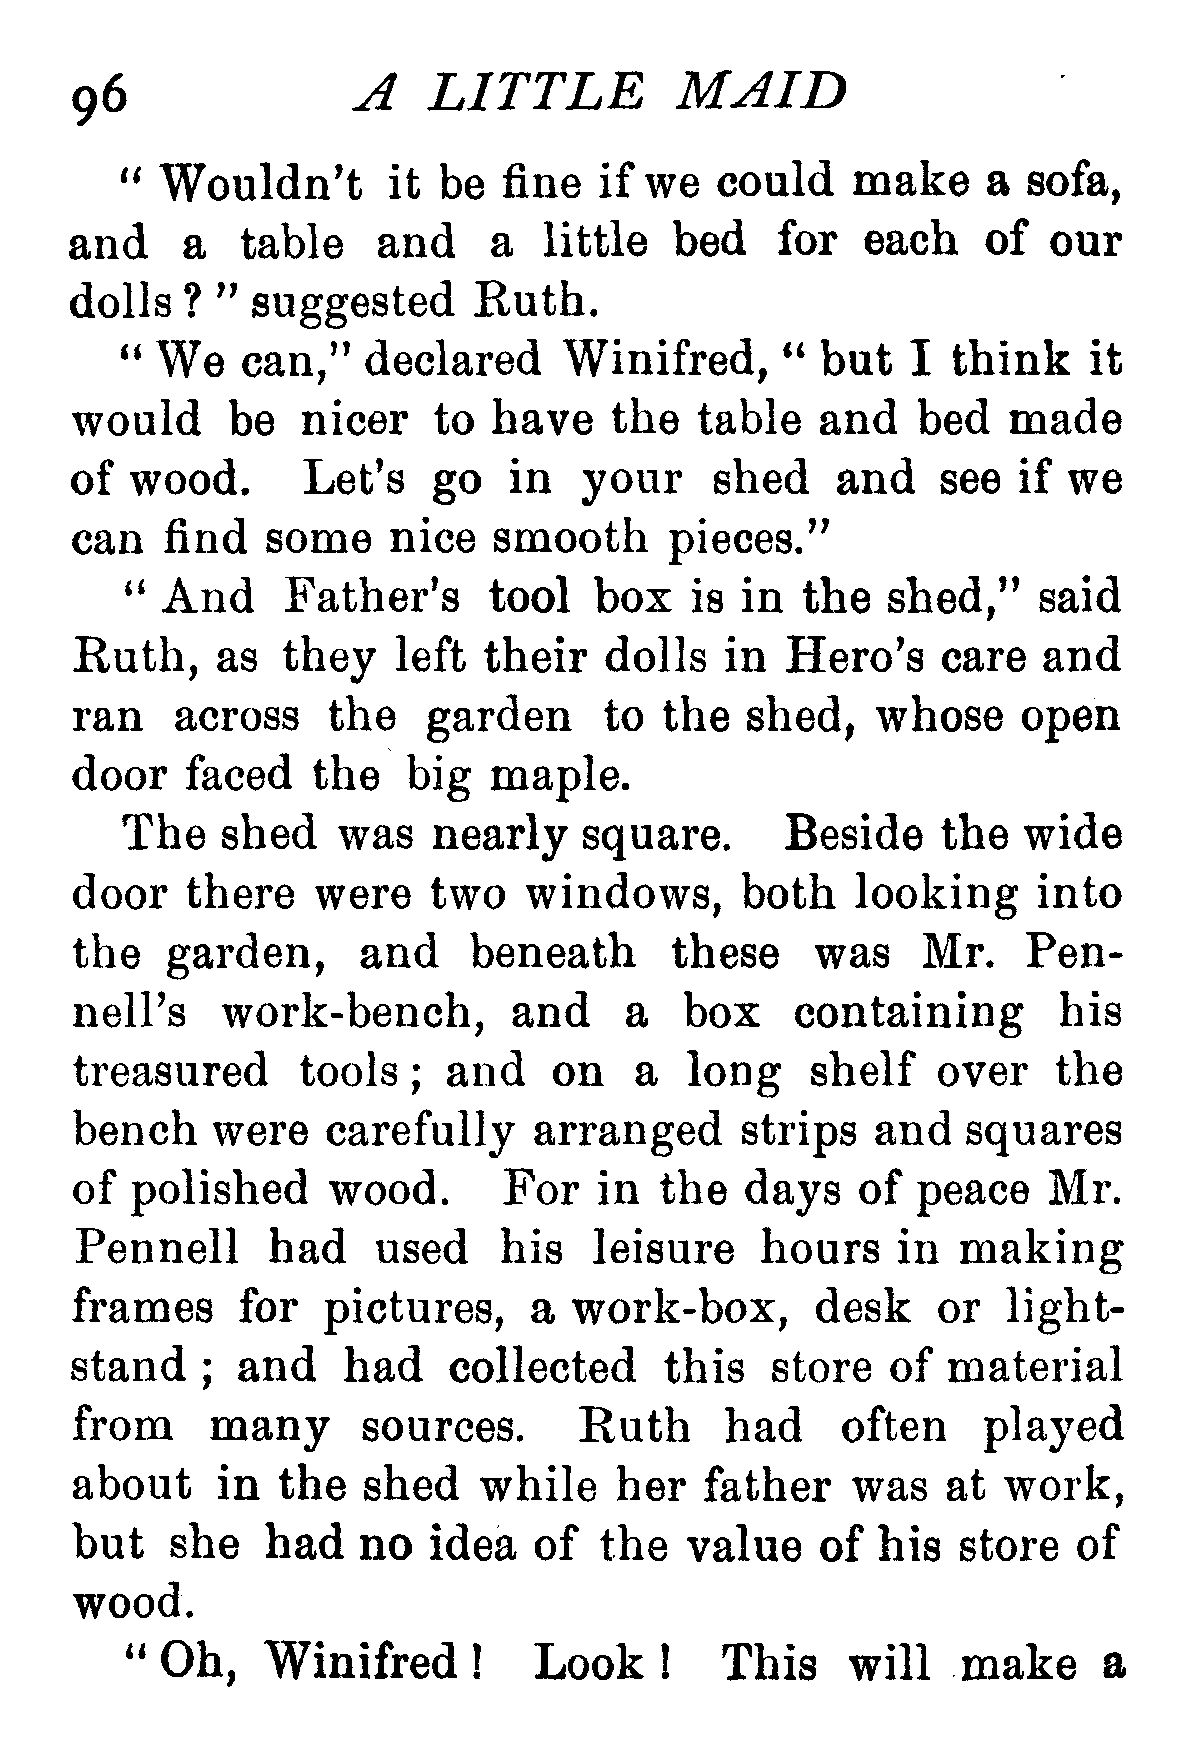 96 A LITTLE MAID
" Wouldn't it be fine if we could make a sofa,
and a table and a little bed for each of our
dolls ? " suggested Ruth.
" We can," declared Winifred, " but I think it
would be nicer to have the table and bed made
of wood. Let's go in your shed and see if we
can find some nice smooth pieces."
" And Father's tool box is in the shed," said
Ruth, as they left their dolls in Hero's care and
ran across the garden to the shed, whose open
door faced the big maple.
The shed was nearly square. Beside the wide
door there were two windows, both looking into
the garden, and beneath these was Mr. Pen-
nell's work-bench, and a box containing his
treasured tools ; and on a long shelf over the
bench were carefully arranged strips and squares
of polished wood. For in the days of peace Mr.
Pennell had used his leisure hours in making
frames for pictures, a work-box, desk or light-
stand ; and had collected this store of material
from many sources. Ruth had often played
about in the shed while her father was at work,
but she had no idea of the value of his store of
wood.
" Oh, Winifred ! Look ! This will make a